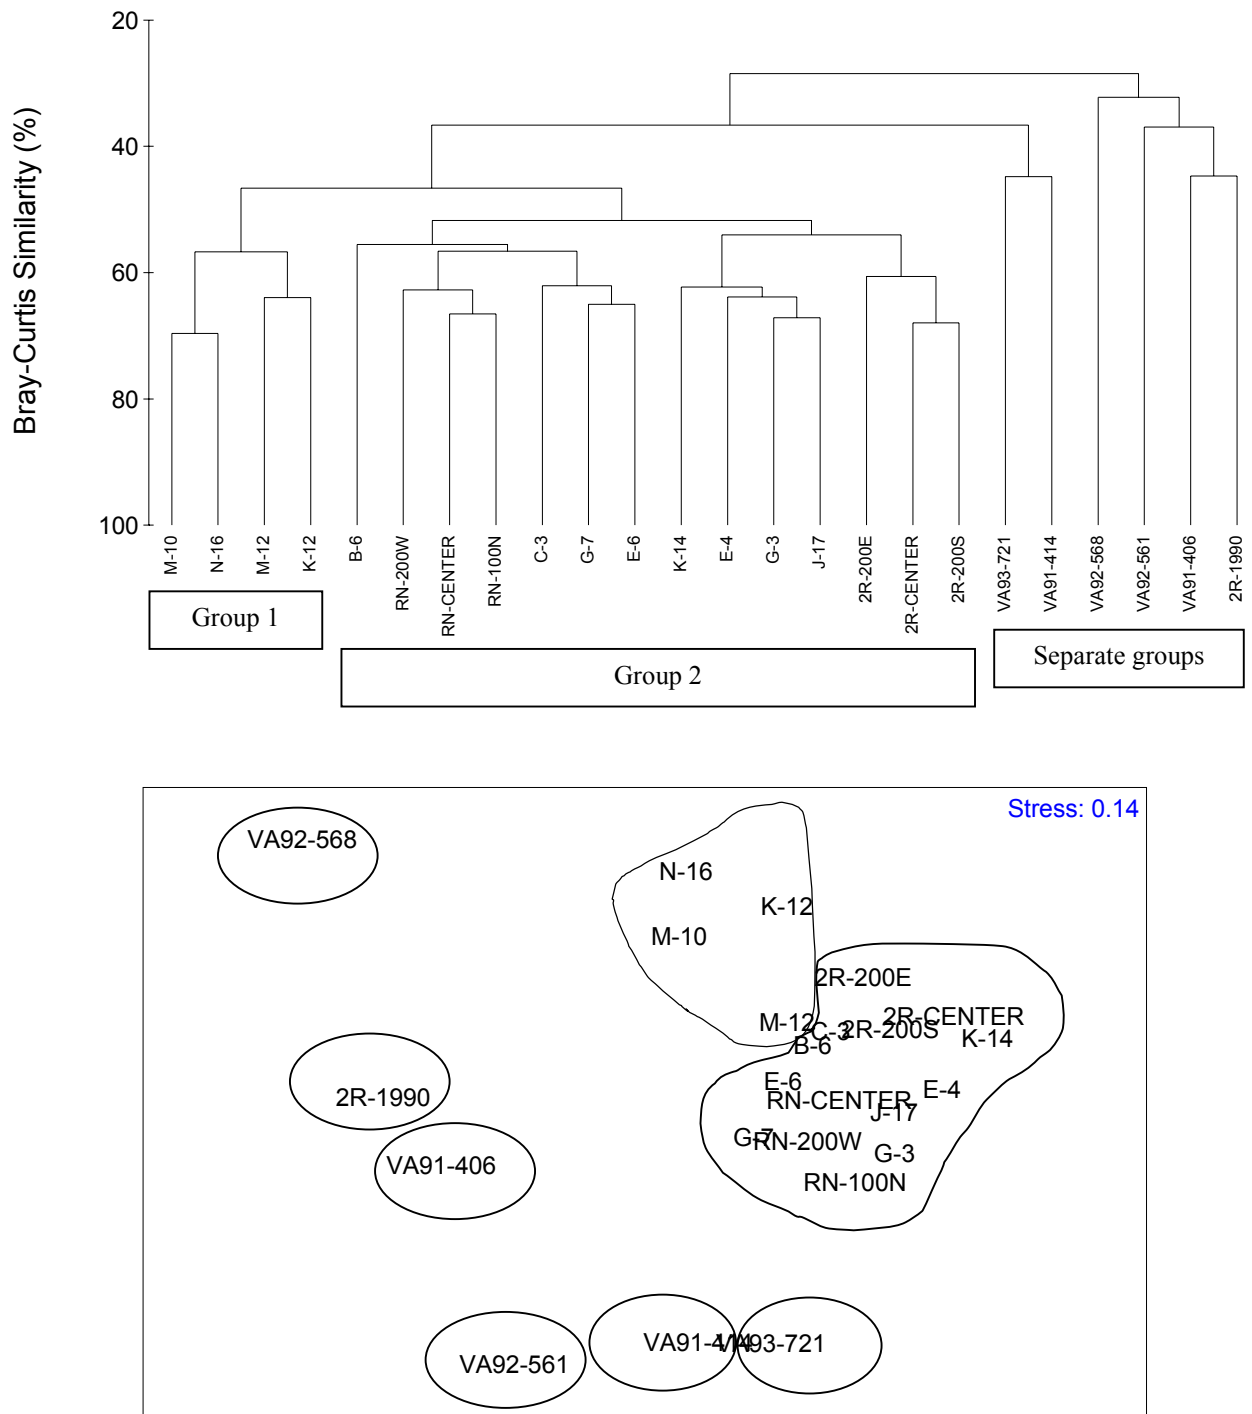 20
40
60
80
100
Bray-Curtis Similarity (%)
M-10
N-16
M-12
K-12
B-6
RN-200W
RN-CENTER
RN-100N
C-3
G-7
E-6
K-14
E-4
G-3
J-17
2R-200E
2R-CENTER
2R-200S
VA93-721
VA91-414
VA92-568
VA92-561
VA91-406
2R-1990
Group 1
Group 2
Separate groups
Stress: 0.14
VA92-568
N-16
K-12
M-10
2R-200E
2R-CENTER
M-12
C-3
2R-200S
K-14
B-6
E-6
E-4
2R-1990
RN-CENTER
J-17
G-7
RN-200W
G-3
VA91-406
RN-100N
VA91-414
VA93-721
VA92-561